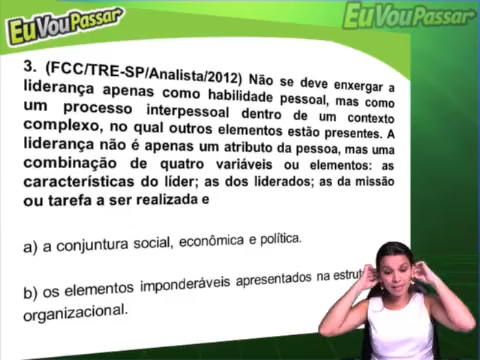 EuVouPassar
EuVouPassar
3. (FCC/TRE-SP/Analista/2012) Não se deve enxergar a
liderança apenas como habilidade pessoal, mas como
um processo interpessoal dentro de um contexto
complexo, no qual outros elementos estão presentes. A
liderança não é apenas um atributo da pessoa, mas uma
combinação de quatro variáveis ou elementos: as
características do líder; as dos liderados; as da missão
ou tarefa a ser realizada e
a) a conjuntura social, econômica e política.
b) os elementos imponderáveis apresentados na
organizacional.